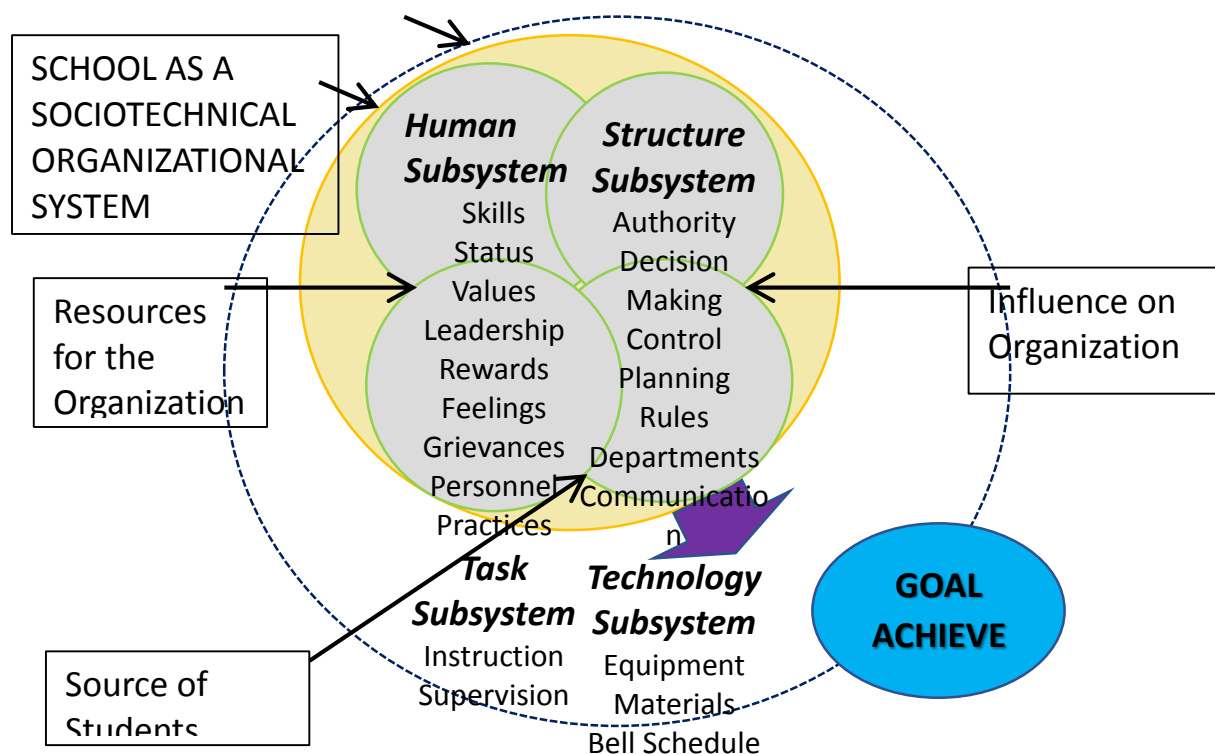 SCHOOL AS A
SOCIOTECHNICAL
ORGANIZATIONAL
SYSTEM
Human
Subsystem
Skills
Status
Values
Leadership
Rewards
Feelings
Grievances
Personnel
Practices
Task
Subsystem
Instruction
Supervision
Structure
Subsystem
Authority
Decision
Making
Control
Planning
Rules
Departments
Communicatio
n
Technology
Subsystem
Equipment
Materials
Bell Schedule
Resources
for the
Organization
Influence on
Organization
Source of
Students
GOAL
ACHIEVE